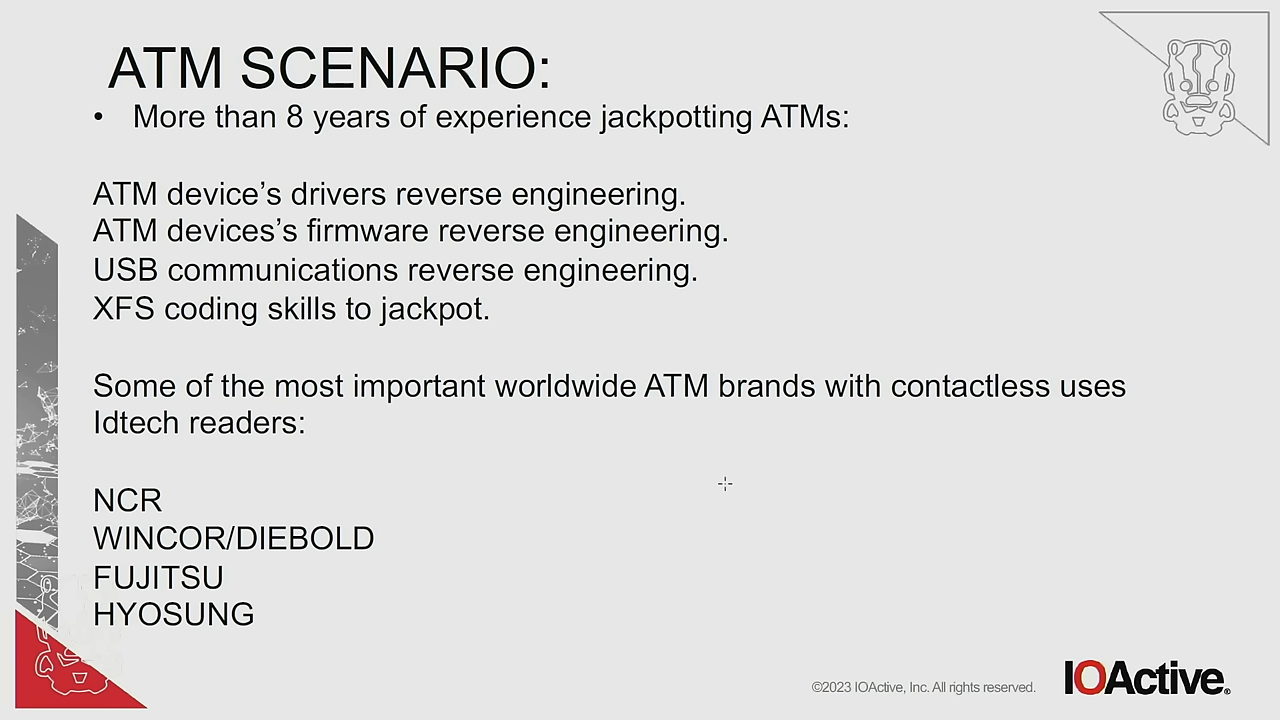 ATM SCENARIO:
• More than 8 years of experience jackpotting ATMs:
ATM device’s drivers reverse engineering.
ATM devices’s firmware reverse engineering.
USB communications reverse engineering.
XFS coding skills to jackpot.
Some of the most important worldwide ATM brands with contactless uses
Idtech readers:
NCR
WINCOR/DIEBOLD
FUJITSU
HYOSUNG
©2023 IOActive, Inc. All rights reserved.
IOActive®